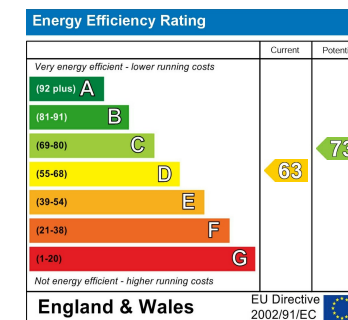 Energy Efficiency Rating
Current
Very energy efficient - lower running costs
(92 plus) A
(81-91) B
(69-80) C
73
(55-68) D
63
(39-54) E
(21-38) F
(1-20) G
Not energy efficient - higher running costs
England & Wales
EU Directive
2002/91/EC